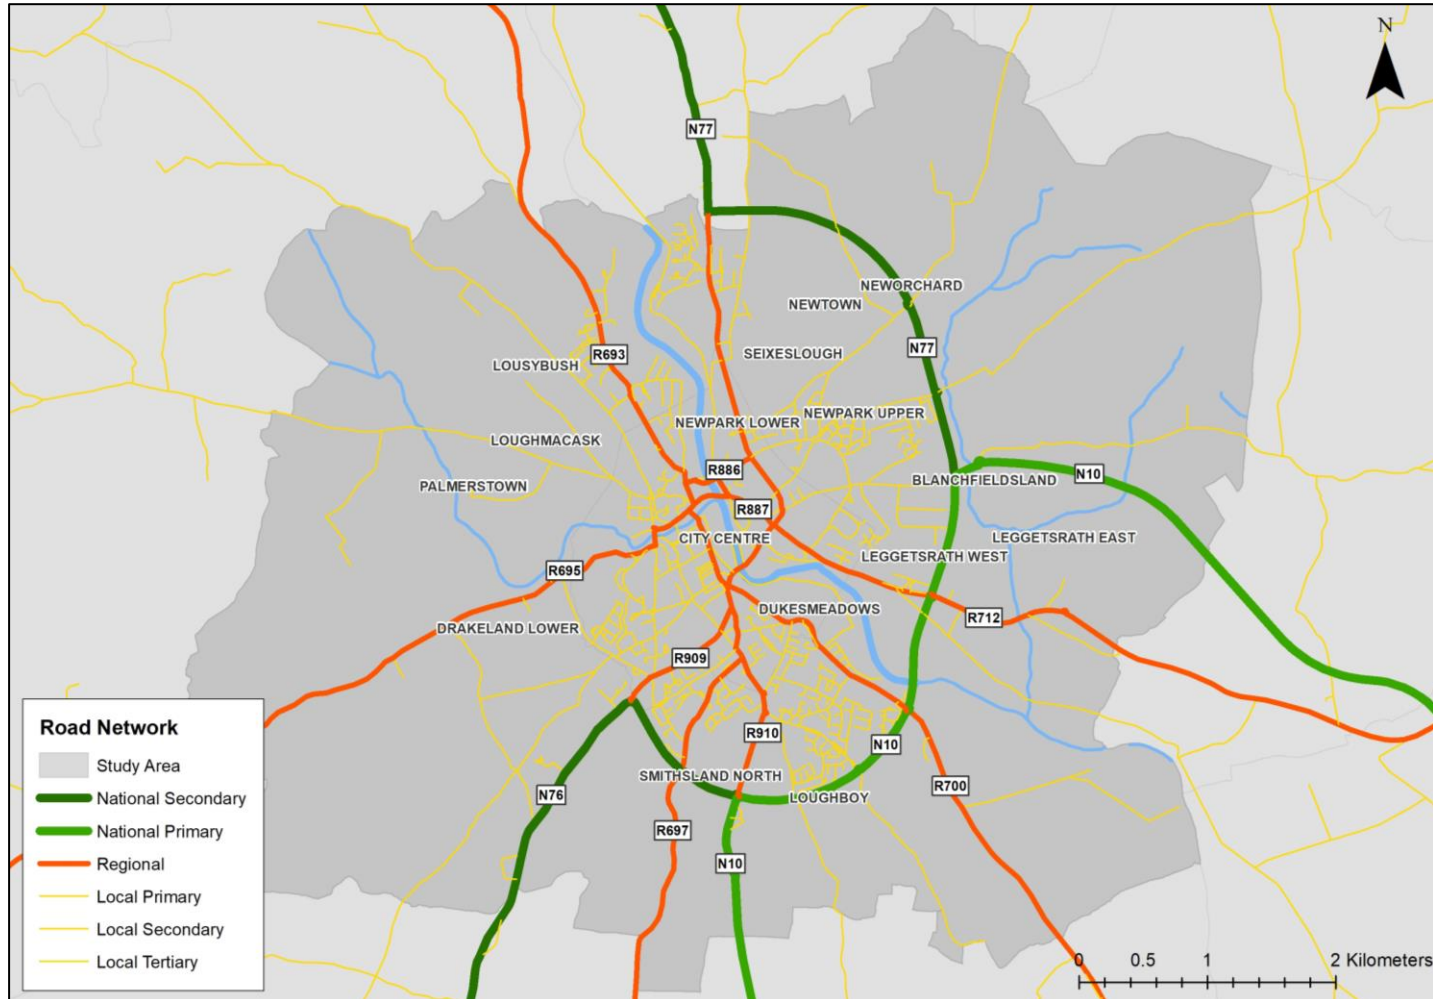 N
N77
NEWORCHARD
NEWTOWN
N77
SEIXESLOUGH
R693
LOUSYBUSH
NEWPARK UPPER
NEWPARK LOWER
LOUGHMACASK
R886
N10
BLANCHFIELDSLAND
PALMERSTOWN
R887
CITY CENTRE
LEGGETSRATH EAST
LEGGETSRATH WEST
R695
DUKESMEADOWS
R712
DRAKELAND LOWER
R909
R910
N10
SMITHSLAND NORTH
R700
N76
LOUGHBOY
R697
N10
Road Network
Study Area
National Secondary
National Primary
Regional
Local Primary
Local Secondary
Local Tertiary
0 0.5 1 2 Kilometers